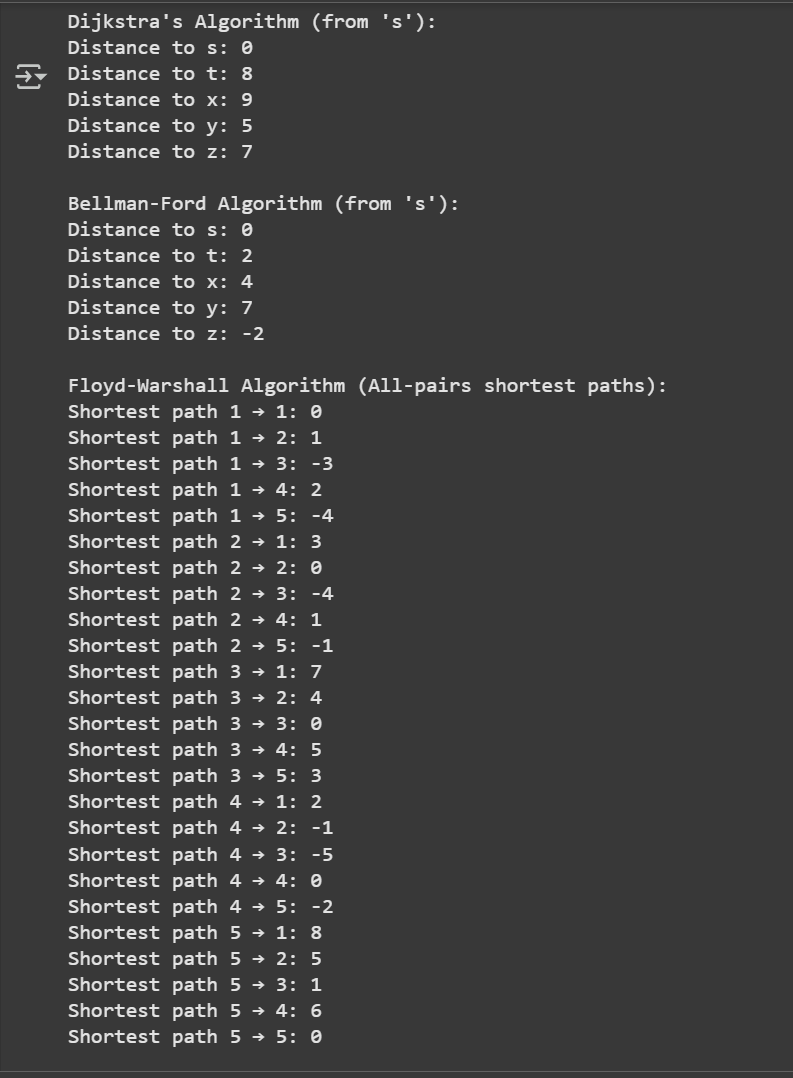 Dijkstra's Algorithm (from 's'):
Distance to s: 0
Distance to t: 8
Distance to x: 9
Distance to y: 5
Distance to z: 7
Bellman-Ford Algorithm (from 's'):
Distance to s: 0
Distance to t: 2
Distance to x: 4
Distance to y: 7
Distance to z: -2
Floyd-Warshall Algorithm (All-pairs shortest paths):
Shortest path 1 → 1: 0
Shortest path 1 → 2: 1
Shortest path 1 → 3: -3
Shortest path 1 → 4: 2
Shortest path 1 → 5: -4
Shortest path 2 → 1: 3
Shortest path 2 → 2: 0
Shortest path 2 → 3: -4
Shortest path 2 → 4: 1
Shortest path 2 → 5: -1
Shortest path 3 → 1: 7
Shortest path 3 → 2: 4
Shortest path 3 → 3: 0
Shortest path 3 → 4: 5
Shortest path 3 → 5: 3
Shortest path 4 → 1: 2
Shortest path 4 → 2: -1
Shortest path 4 → 3: -5
Shortest path 4 → 4: 0
Shortest path 4 → 5: -2
Shortest path 5 → 1: 8
Shortest path 5 → 2: 5
Shortest path 5 → 3: 1
Shortest path 5 → 4: 6
Shortest path 5 → 5: 0